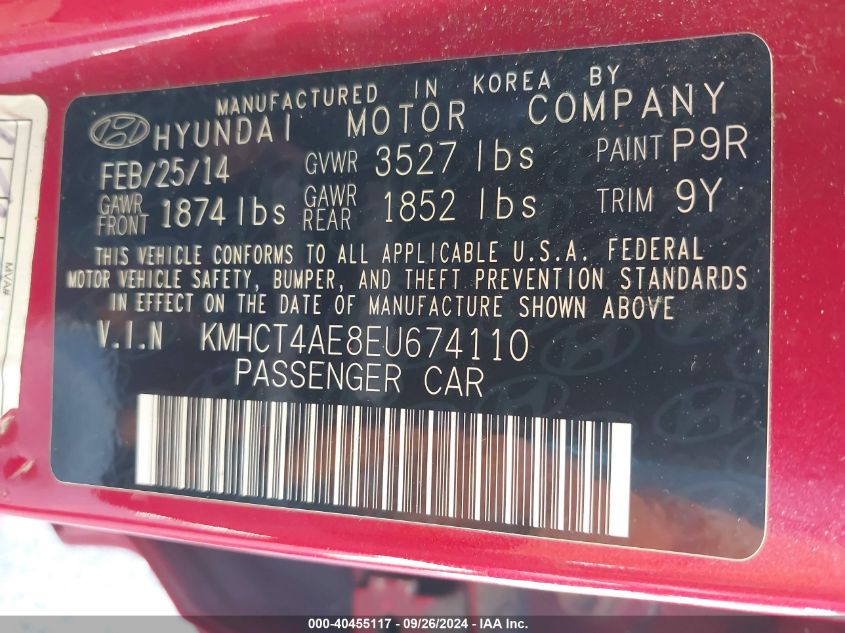 MANUFACTURED IN KOREA BY
HYUNDAI MOTOR COMPANY
FEB/25/14 GVWR 3527 lbs PAINT P9R
GAWR FRONT 1874 lbs GAWR REAR 1852 lbs TRIM 9Y
THIS VEHICLE CONFORMS TO ALL APPLICABLE U.S.A. FEDERAL
MOTOR VEHICLE SAFETY, BUMPER, AND THEFT PREVENTION STANDARDS
IN EFFECT ON THE DATE OF MANUFACTURE SHOWN ABOVE
V.I.N KMHCT4AE8EU674110
PASSENGER CAR
MVA#
000-40455117 - 09/26/2024 - IAA Inc.